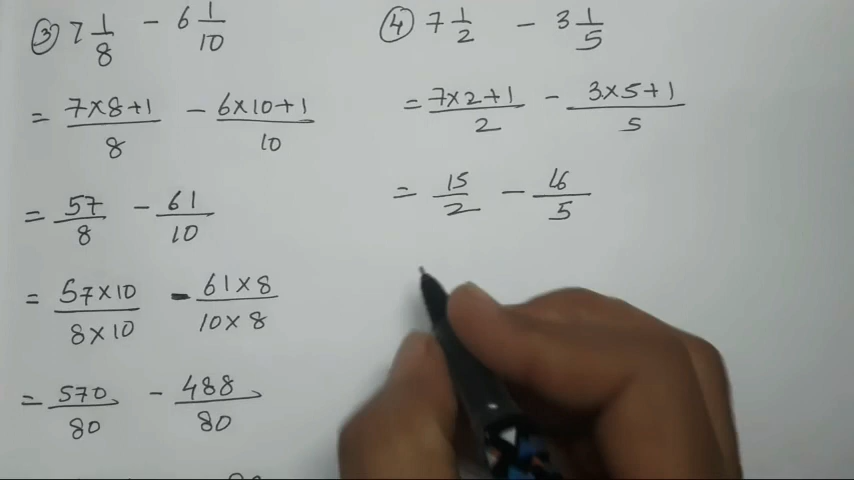 ③ 7 1/8 - 6 1/10
= 7×8+1/8 - 6×10+1/10
= 57/8 - 61/10
= 57×10/8×10 - 61×8/10×8
= 570/80 - 488/80
④ 7 1/2 - 3 1/5
= 7×2+1/2 - 3×5+1/5
= 15/2 - 16/5